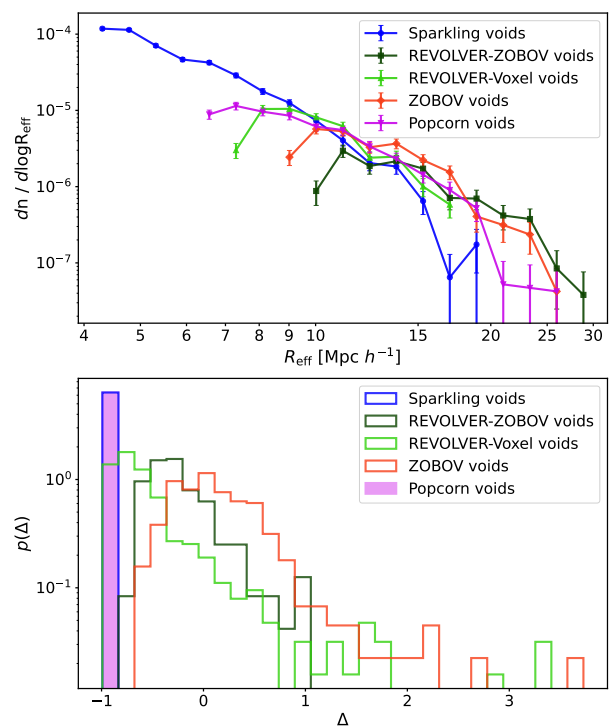 10⁻⁴
10⁻⁵
10⁻⁶
10⁻⁷
dn / dlogR_eff
Sparkling voids
REVOLVER-ZOBOV voids
REVOLVER-Voxel voids
ZOBOV voids
Popcorn voids
4 5 6 7 8 9 10 15 20 25 30
R_eff [Mpc h⁻¹]
Sparkling voids
REVOLVER-ZOBOV voids
REVOLVER-Voxel voids
ZOBOV voids
Popcorn voids
10⁰
10⁻¹
p(Δ)
−1 0 1 2 3
Δ